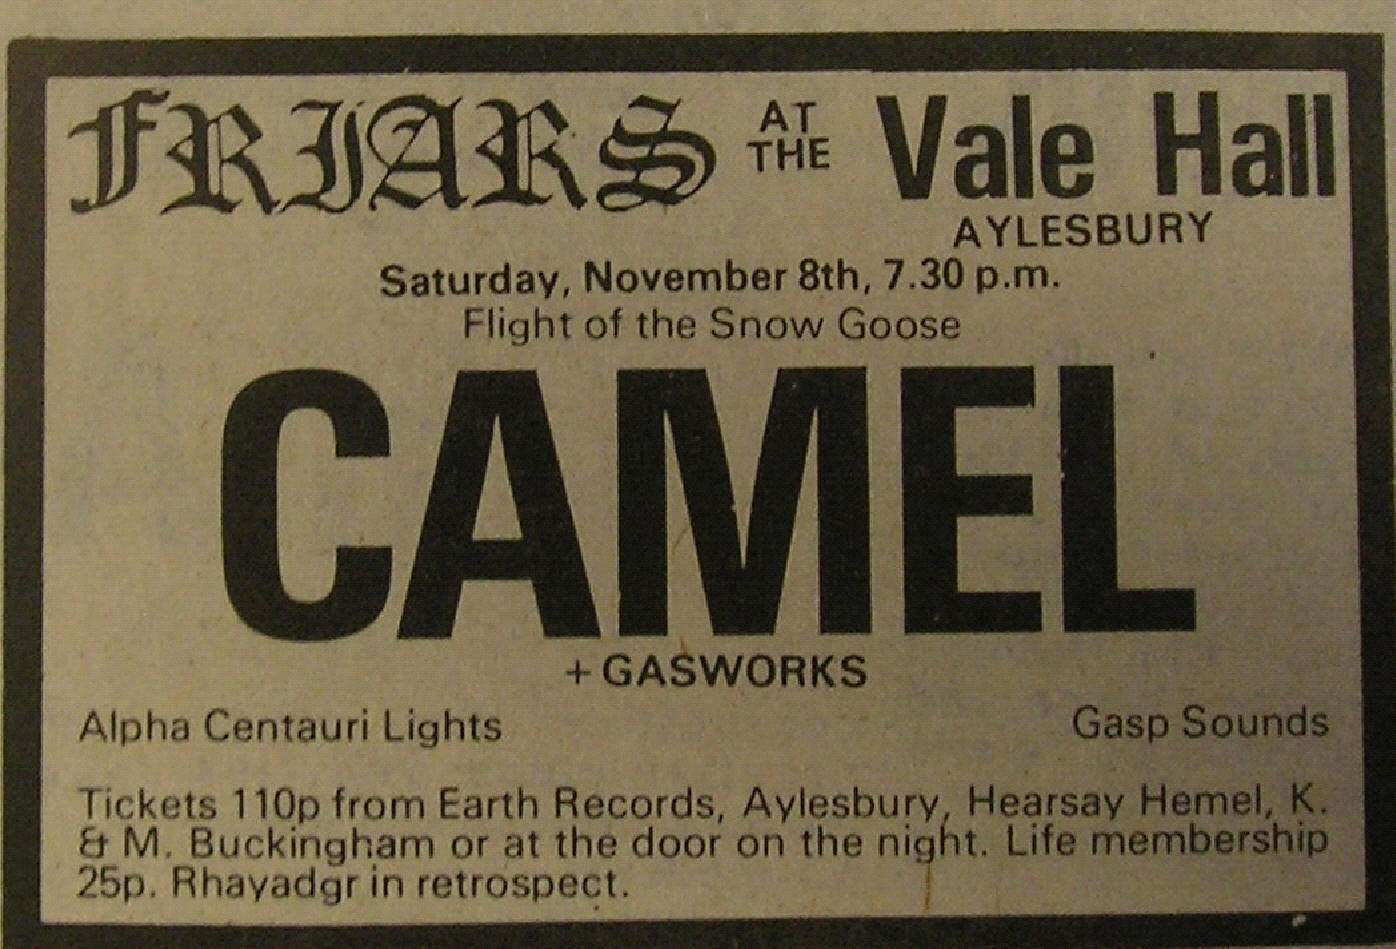 FRIARS AT THE Vale Hall
AYLESBURY
Saturday, November 8th, 7.30 p.m.
Flight of the Snow Goose
CAMEL
+ GASWORKS
Alpha Centauri Lights Gasp Sounds
Tickets 110p from Earth Records, Aylesbury, Hearsay Hemel, K.
& M. Buckingham or at the door on the night. Life membership
25p. Rhayadgr in retrospect.